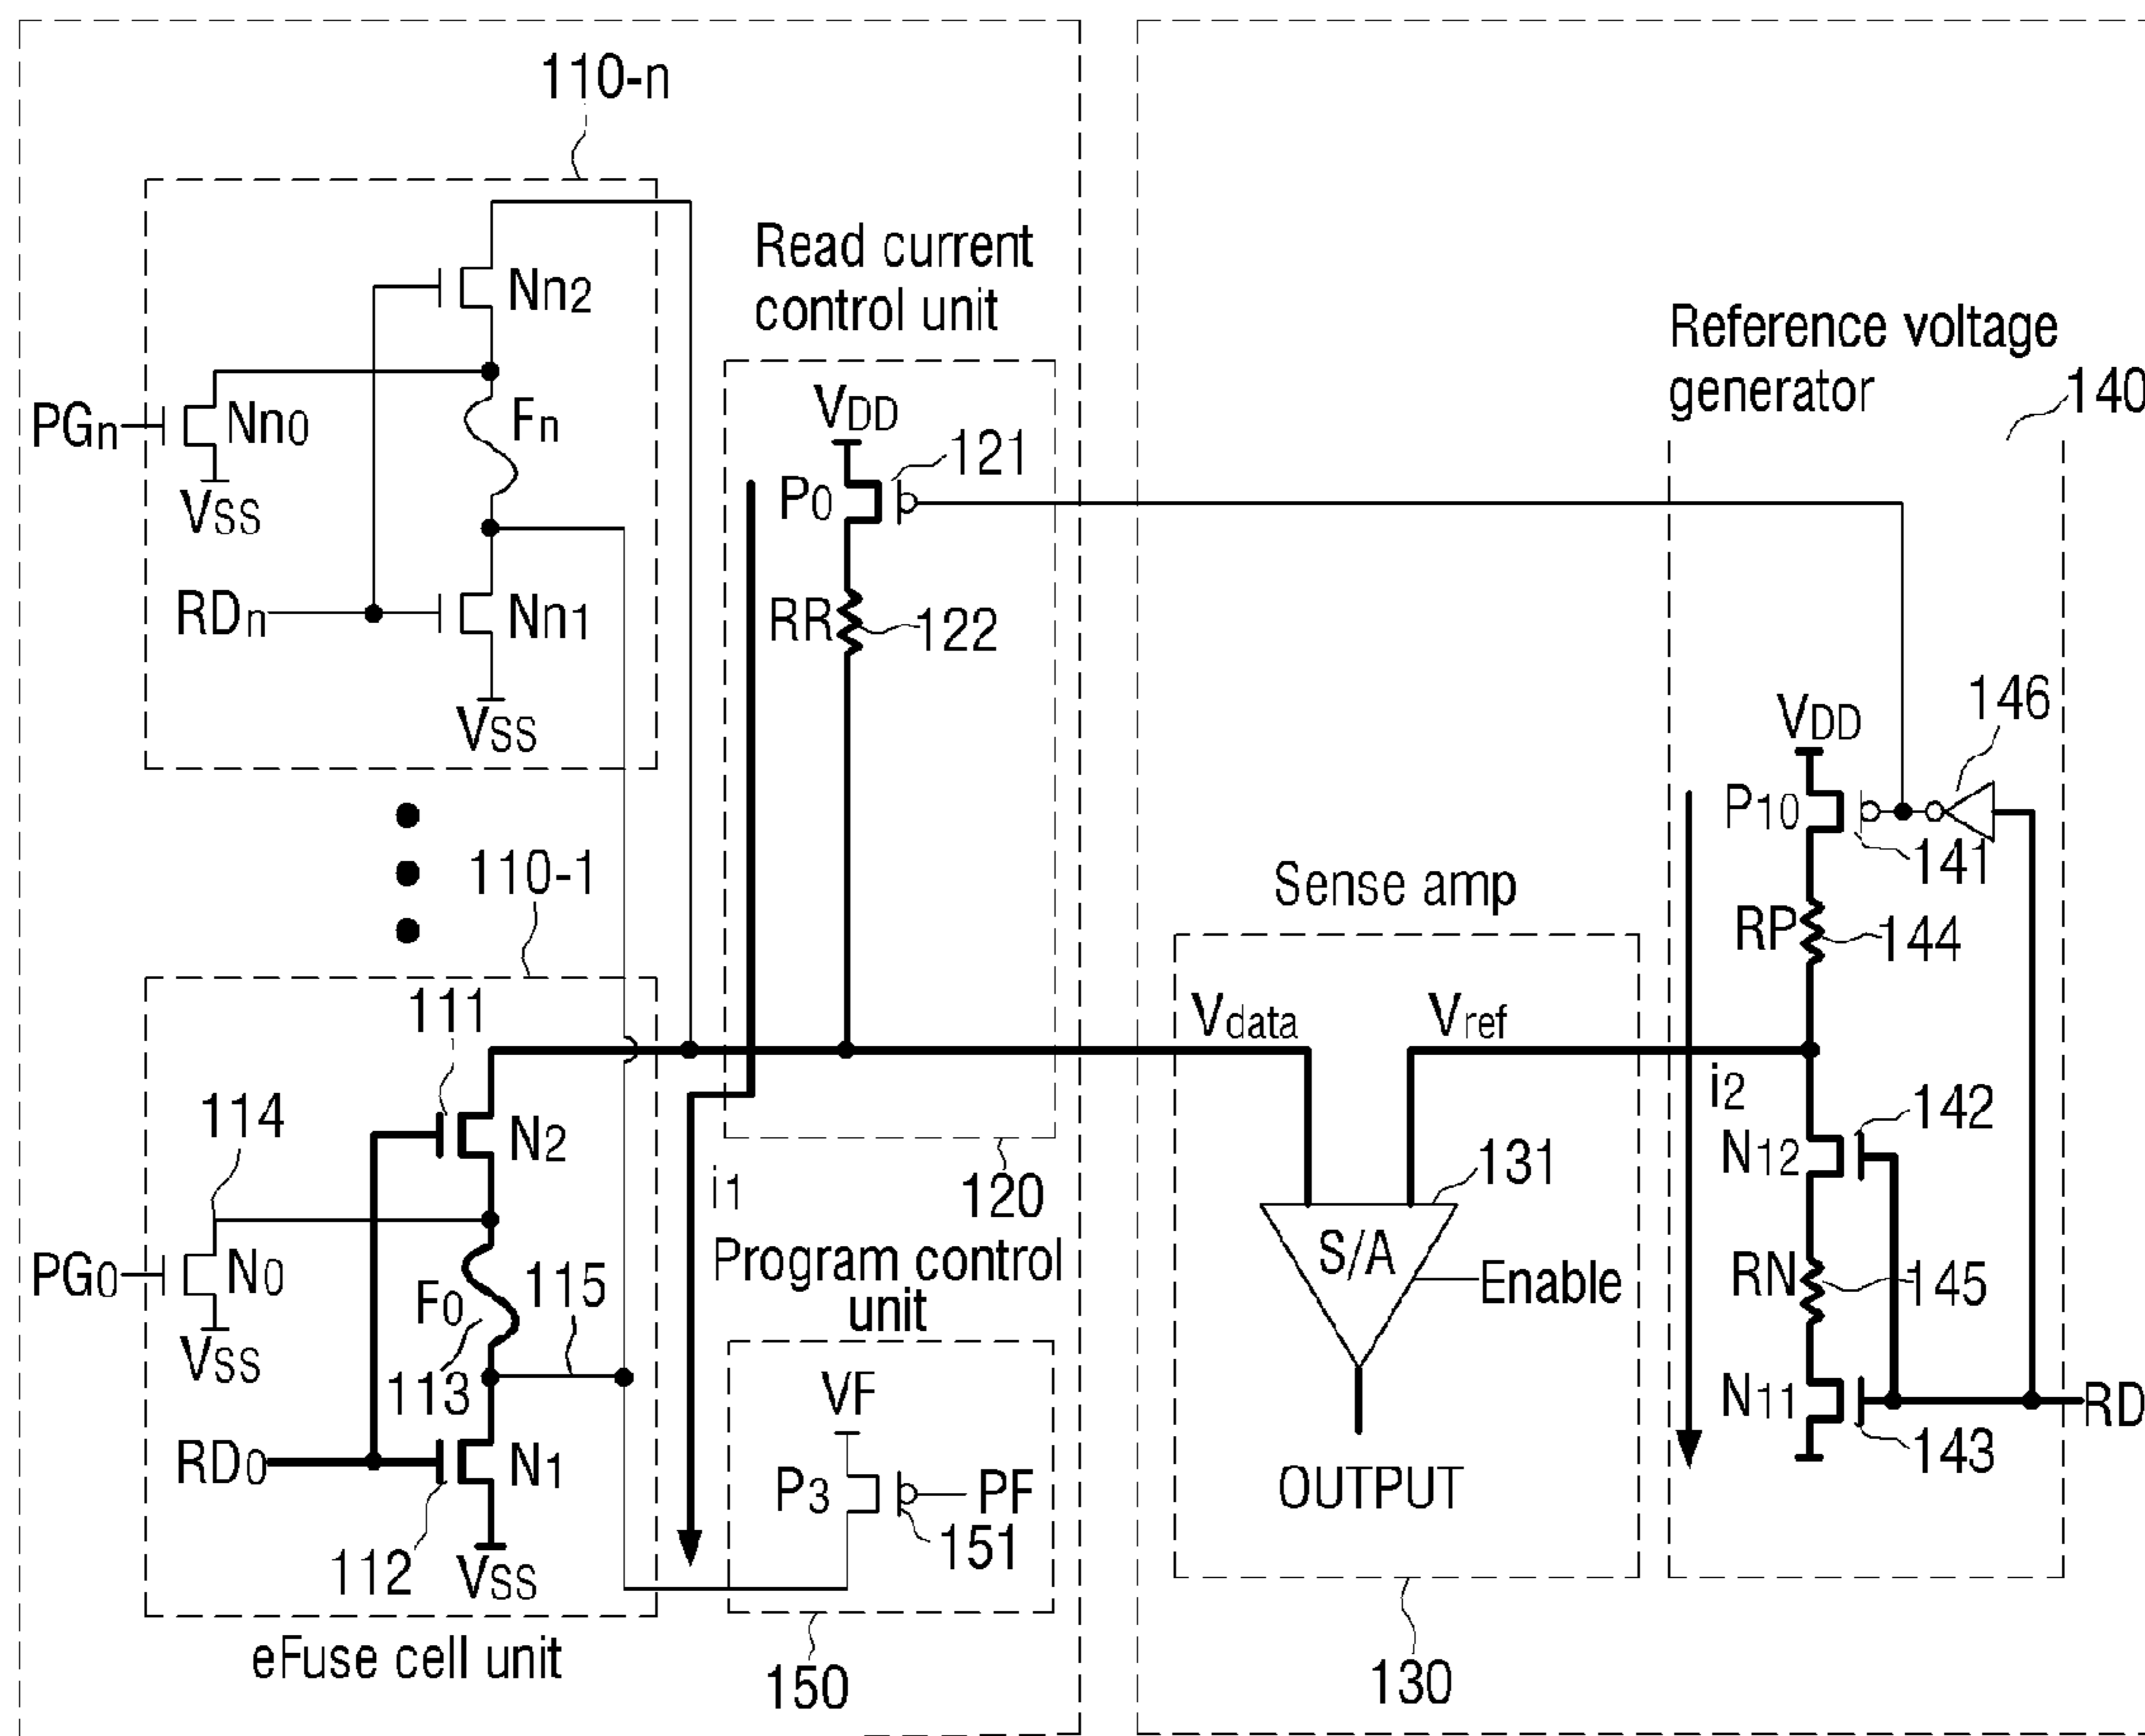 110-n
Read current
control unit
Nn2
Fn
PGn
Nn0
VSS
RDn
Nn1
VSS
VDD
121
P0
RR
122
Reference voltage
generator
140
VDD
146
P10
141
RP
144
Sense amp
110-1
111
Vdata
Vref
i2
142
114
N2
N12
i1
120
131
S/A
Enable
PG0
N0
F0
115
Program control
unit
RN
145
VSS
113
VF
N11
RD
143
RD0
N1
P3
PF
151
OUTPUT
112
VSS
eFuse cell unit
150
130